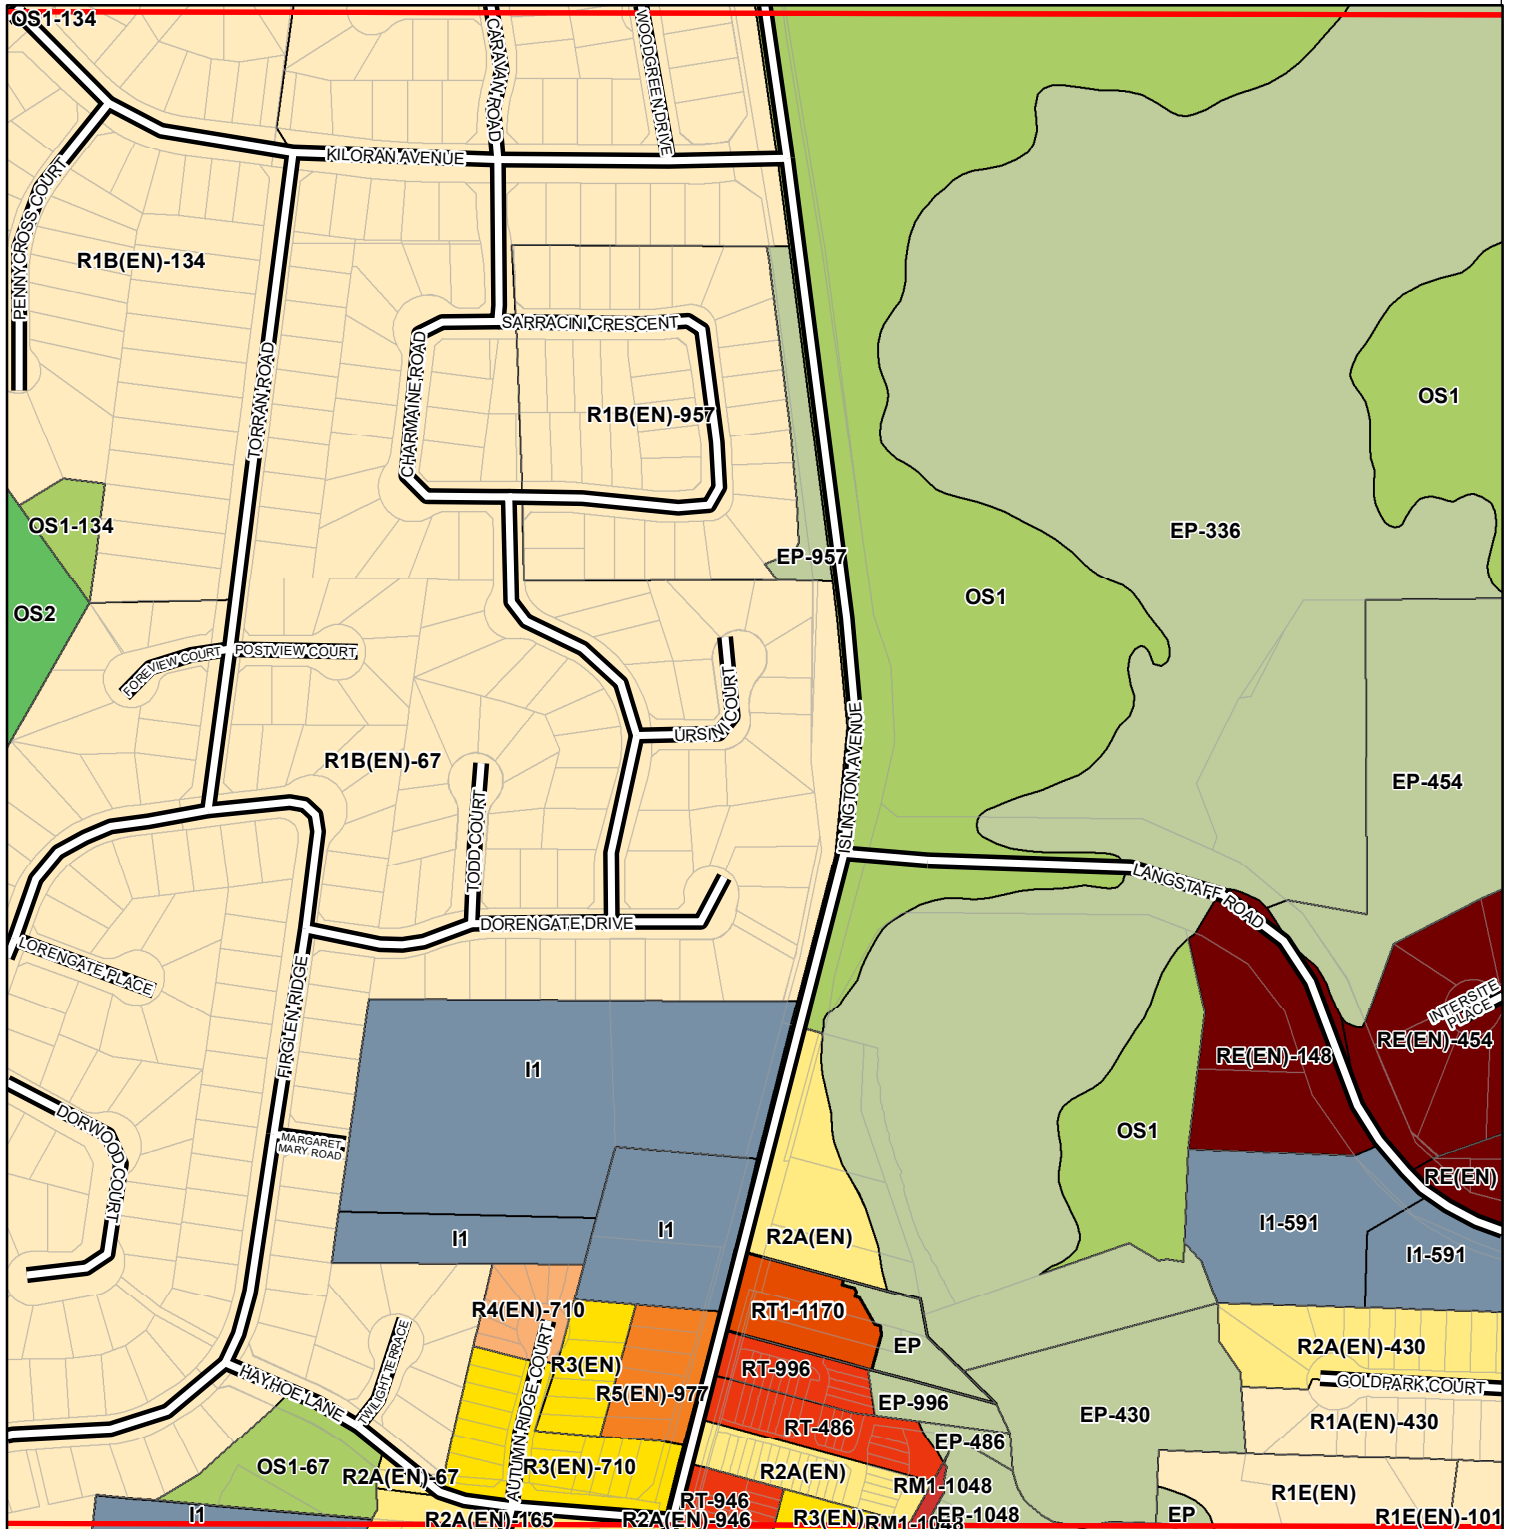 OS1-134
CARAVAN ROAD
WOODGREEN DRIVE
KILORAN AVENUE
PENNYCROSS COURT
R1B(EN)-134
SARRACINI CRESCENT
CHARMAINE ROAD
TORRAN ROAD
R1B(EN)-957
OS1
OS1-134
EP-336
EP-957
OS1
OS2
FOREVIEW COURT
POSTVIEW COURT
URSINI COURT
ISLINGTON AVENUE
R1B(EN)-67
EP-454
TODD COURT
LANGSTAFF ROAD
DORENGATE DRIVE
LORENGATE PLACE
FIRGLEN RIDGE
INTERSITE
PLACE
RE(EN)-148
RE(EN)-454
I1
DORWOOD COURT
MARGARET
MARY ROAD
OS1
RE(EN)
I1
I1
R2A(EN)
I1-591
I1-591
R4(EN)-710
RT1-1170
EP
R2A(EN)-430
TWILIGHT TERRACE
AUTUMN RIDGE COURT
R3(EN)
RT-996
GOLDPARK COURT
HAYHOE LANE
R5(EN)-977
EP-996
EP-430
R1A(EN)-430
RT-486
EP-486
OS1-67
R2A(EN)-67
R3(EN)-710
R2A(EN)
RM1-1048
R1E(EN)
RT-946
I1
R2A(EN)-165
R2A(EN)-946
R3(EN)
RM1-1048
EP-1048
EP
R1E(EN)-101